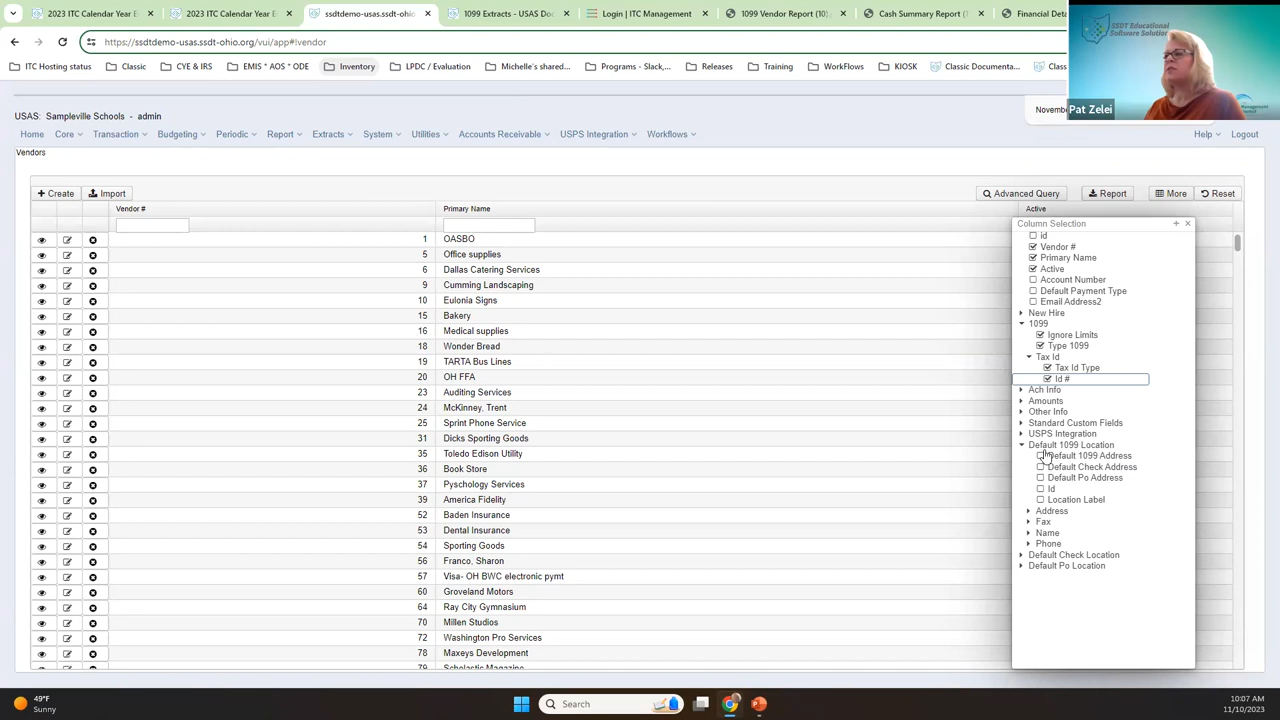 2023 ITC Calendar Year E
2023 ITC Calendar Year E
ssdtdemo-usas.ssdt-ohio
1099 Extracts - USAS Doc
Login | ITC Management
1099 Vendor Report (10)
Cash Summary Report (T
Financial Deta
https://ssdtdemo-usas.ssdt-ohio.org/vui/app#!vendor
ITC Hosting status
Classic
CYE & IRS
EMIS * AOS * ODE
Inventory
LPDC / Evaluation
Michelle's shared...
Programs - Slack,...
Releases
Training
WorkFlows
KIOSK
Classic Documenta...
Class
SSDT Educational
Software Solution
Pat Zelei
USAS: Sampleville Schools - admin
Novem
Home Core Transaction Budgeting Periodic Report Extracts System Utilities Accounts Receivable USPS Integration Workflows Help Logout
Vendors
Create Import Advanced Query Report More Reset
Vendor # Primary Name Active
1 OASBO
5 Office supplies
6 Dallas Catering Services
9 Cumming Landscaping
10 Eulonia Signs
15 Bakery
16 Medical supplies
18 Wonder Bread
19 TARTA Bus Lines
20 OH FFA
23 Auditing Services
24 McKinney, Trent
25 Sprint Phone Service
31 Dicks Sporting Goods
35 Toledo Edison Utility
36 Book Store
37 Pyschology Services
39 America Fidelity
52 Baden Insurance
53 Dental Insurance
54 Sporting Goods
56 Franco, Sharon
57 Visa- OH BWC electronic pymt
60 Groveland Motors
64 Ray City Gymnasium
70 Millen Studios
72 Washington Pro Services
78 Maxeys Development
79 Scholastic Magazine
Column Selection
id
Vendor #
Primary Name
Active
Account Number
Default Payment Type
Email Address2
New Hire
1099
Ignore Limits
Type 1099
Tax Id
Tax Id Type
Id #
Ach Info
Amounts
Other Info
Standard Custom Fields
USPS Integration
Default 1099 Location
Default 1099 Address
Default Check Address
Default Po Address
Id
Location Label
Address
Fax
Name
Phone
Default Check Location
Default Po Location
49°F
Sunny
Search
10:07 AM
11/10/2023